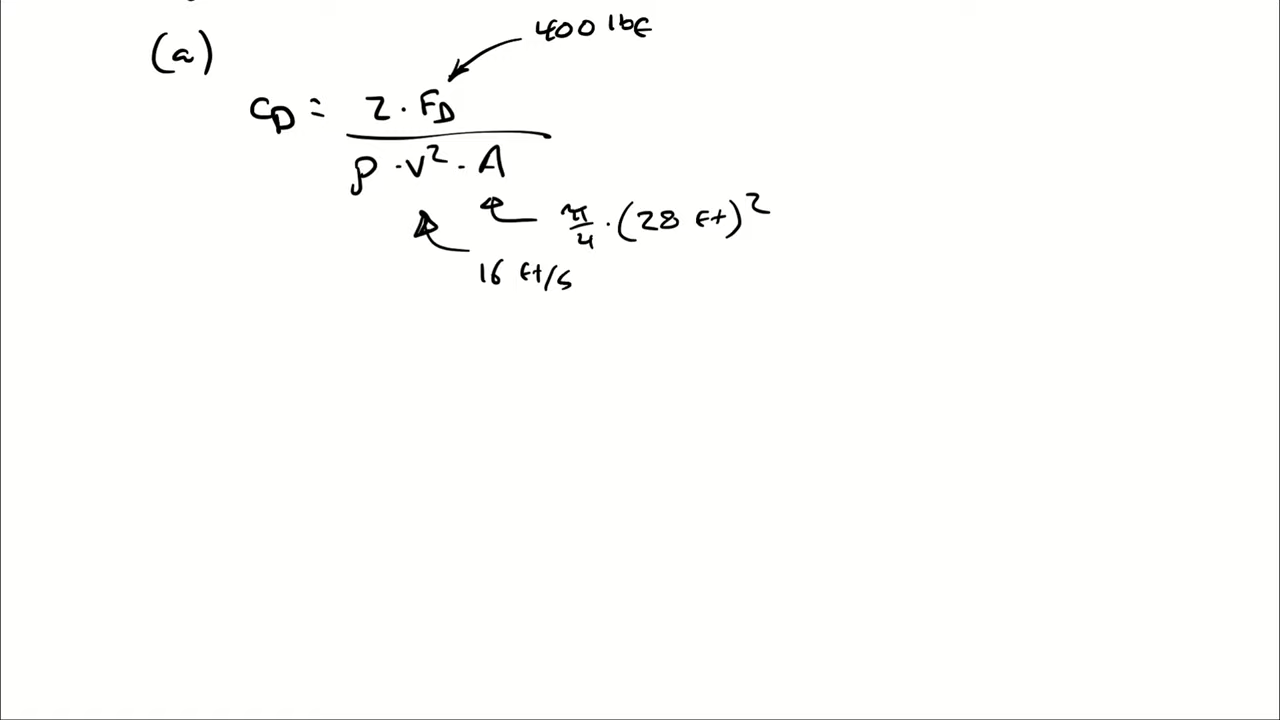 400 lbf
(a)
C_D = 2 · F_D
ρ · V² · A
π/4 · (28 ft)²
16 ft/s